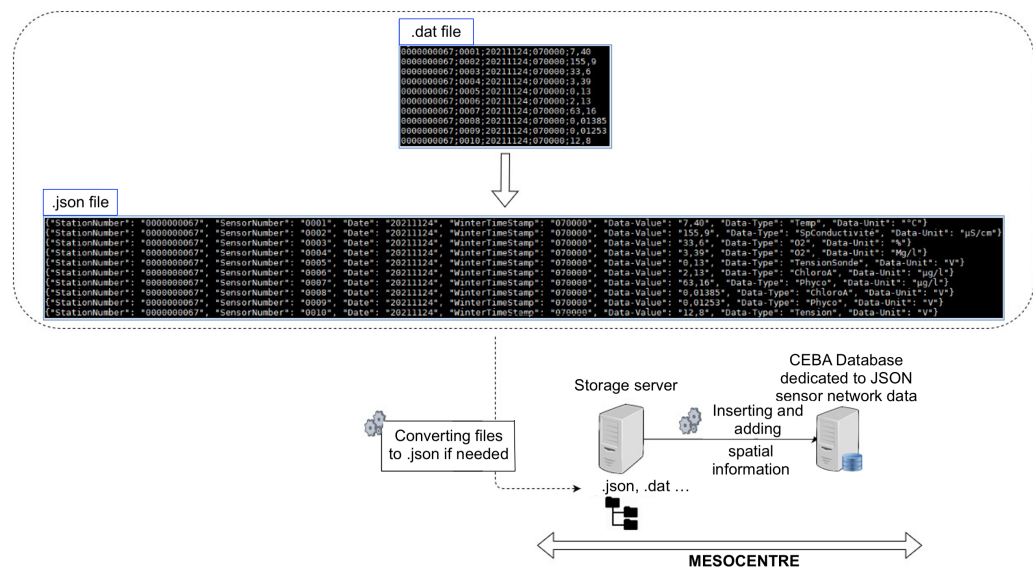 .dat file
0000000067;0001;20211124;070000;7,40
0000000067;0002;20211124;070000;155,9
0000000067;0003;20211124;070000;33,6
0000000067;0004;20211124;070000;3,39
0000000067;0005;20211124;070000;0,13
0000000067;0006;20211124;070000;2,13
0000000067;0007;20211124;070000;63,16
0000000067;0008;20211124;070000;0,01385
0000000067;0009;20211124;070000;0,01253
0000000067;0010;20211124;070000;12,8
.json file
{"StationNumber": "0000000067", "SensorNumber": "0001", "Date": "20211124", "WinterTimeStamp": "070000", "Data-Value": "7,40", "Data-Type": "Temp", "Data-Unit": "°C"}
{"StationNumber": "0000000067", "SensorNumber": "0002", "Date": "20211124", "WinterTimeStamp": "070000", "Data-Value": "155,9", "Data-Type": "SpConductivité", "Data-Unit": "µS/cm"}
{"StationNumber": "0000000067", "SensorNumber": "0003", "Date": "20211124", "WinterTimeStamp": "070000", "Data-Value": "33,6", "Data-Type": "O2", "Data-Unit": "%"}
{"StationNumber": "0000000067", "SensorNumber": "0004", "Date": "20211124", "WinterTimeStamp": "070000", "Data-Value": "3,39", "Data-Type": "O2", "Data-Unit": "Mg/l"}
{"StationNumber": "0000000067", "SensorNumber": "0005", "Date": "20211124", "WinterTimeStamp": "070000", "Data-Value": "0,13", "Data-Type": "TensionSonde", "Data-Unit": "V"}
{"StationNumber": "0000000067", "SensorNumber": "0006", "Date": "20211124", "WinterTimeStamp": "070000", "Data-Value": "2,13", "Data-Type": "ChloroA", "Data-Unit": "µg/l"}
{"StationNumber": "0000000067", "SensorNumber": "0007", "Date": "20211124", "WinterTimeStamp": "070000", "Data-Value": "63,16", "Data-Type": "Phyco", "Data-Unit": "µg/l"}
{"StationNumber": "0000000067", "SensorNumber": "0008", "Date": "20211124", "WinterTimeStamp": "070000", "Data-Value": "0,01385", "Data-Type": "ChloroA", "Data-Unit": "V"}
{"StationNumber": "0000000067", "SensorNumber": "0009", "Date": "20211124", "WinterTimeStamp": "070000", "Data-Value": "0,01253", "Data-Type": "Phyco", "Data-Unit": "V"}
{"StationNumber": "0000000067", "SensorNumber": "0010", "Date": "20211124", "WinterTimeStamp": "070000", "Data-Value": "12,8", "Data-Type": "Tension", "Data-Unit": "V"}
CEBA Database
dedicated to JSON
sensor network data
Storage server
Inserting and
adding
spatial
information
Converting files
to .json if needed
.json, .dat ...
MESOCENTRE